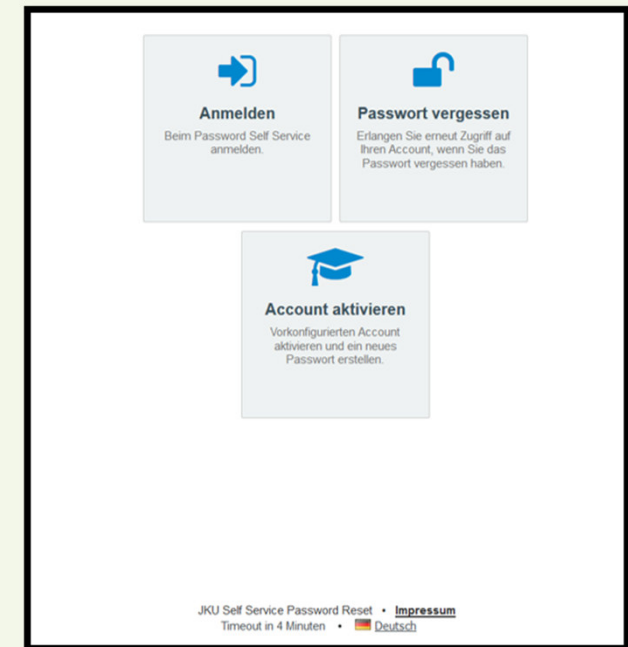 Anmelden
Beim Password Self Service
anmelden.
Passwort vergessen
Erlangen Sie erneut Zugriff auf
Ihren Account, wenn Sie das
Passwort vergessen haben.
Account aktivieren
Vorkonfigurierten Account
aktivieren und ein neues
Passwort erstellen.
JKU Self Service Password Reset • Impressum
Timeout in 4 Minuten • Deutsch